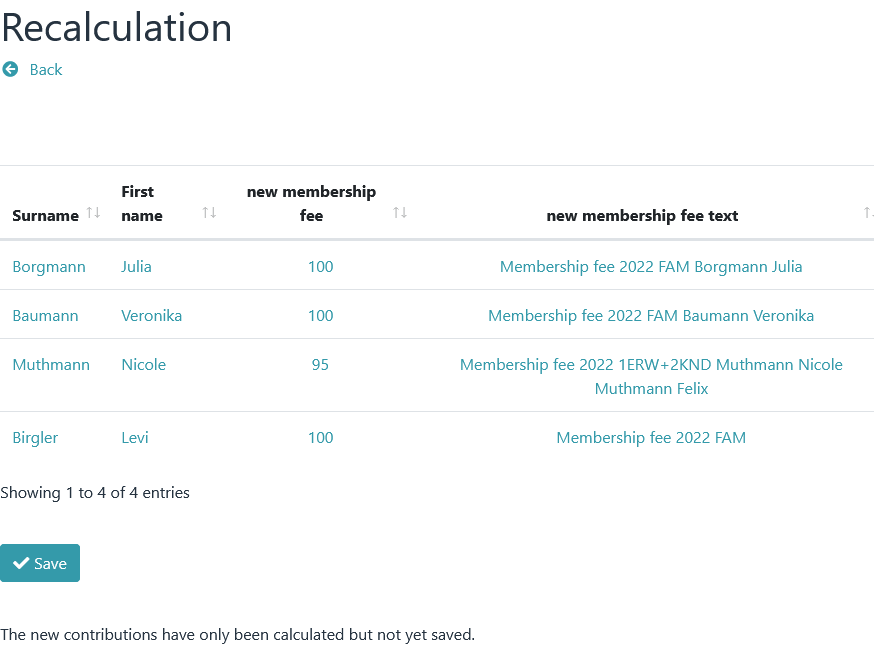 Recalculation
Back
Surname First name new membership fee new membership fee text
Borgmann Julia 100 Membership fee 2022 FAM Borgmann Julia
Baumann Veronika 100 Membership fee 2022 FAM Baumann Veronika
Muthmann Nicole 95 Membership fee 2022 1ERW+2KND Muthmann Nicole
Muthmann Felix
Birgler Levi 100 Membership fee 2022 FAM
Showing 1 to 4 of 4 entries
Save
The new contributions have only been calculated but not yet saved.